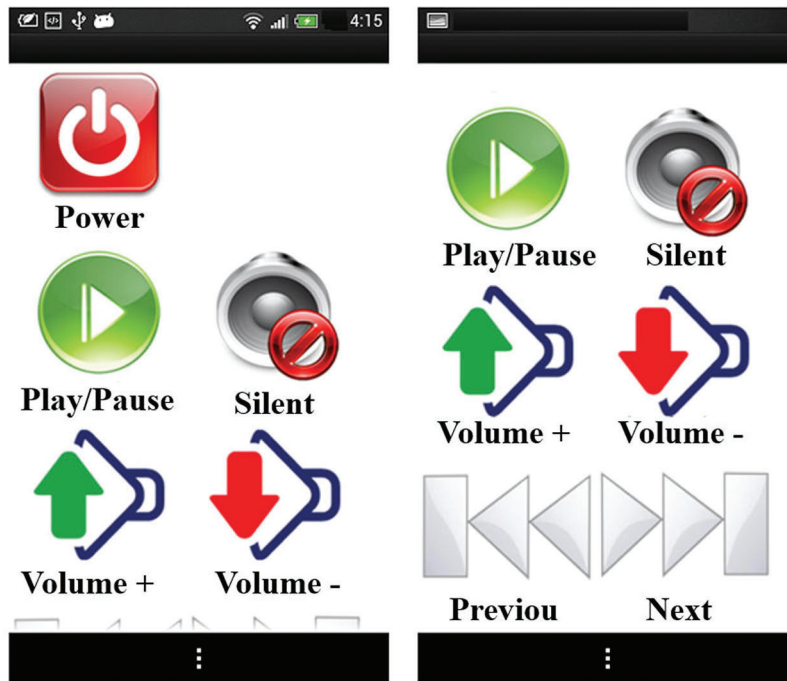 4:15
Power
Play/Pause Silent
Volume + Volume -
Play/Pause Silent
Volume + Volume -
Previou Next